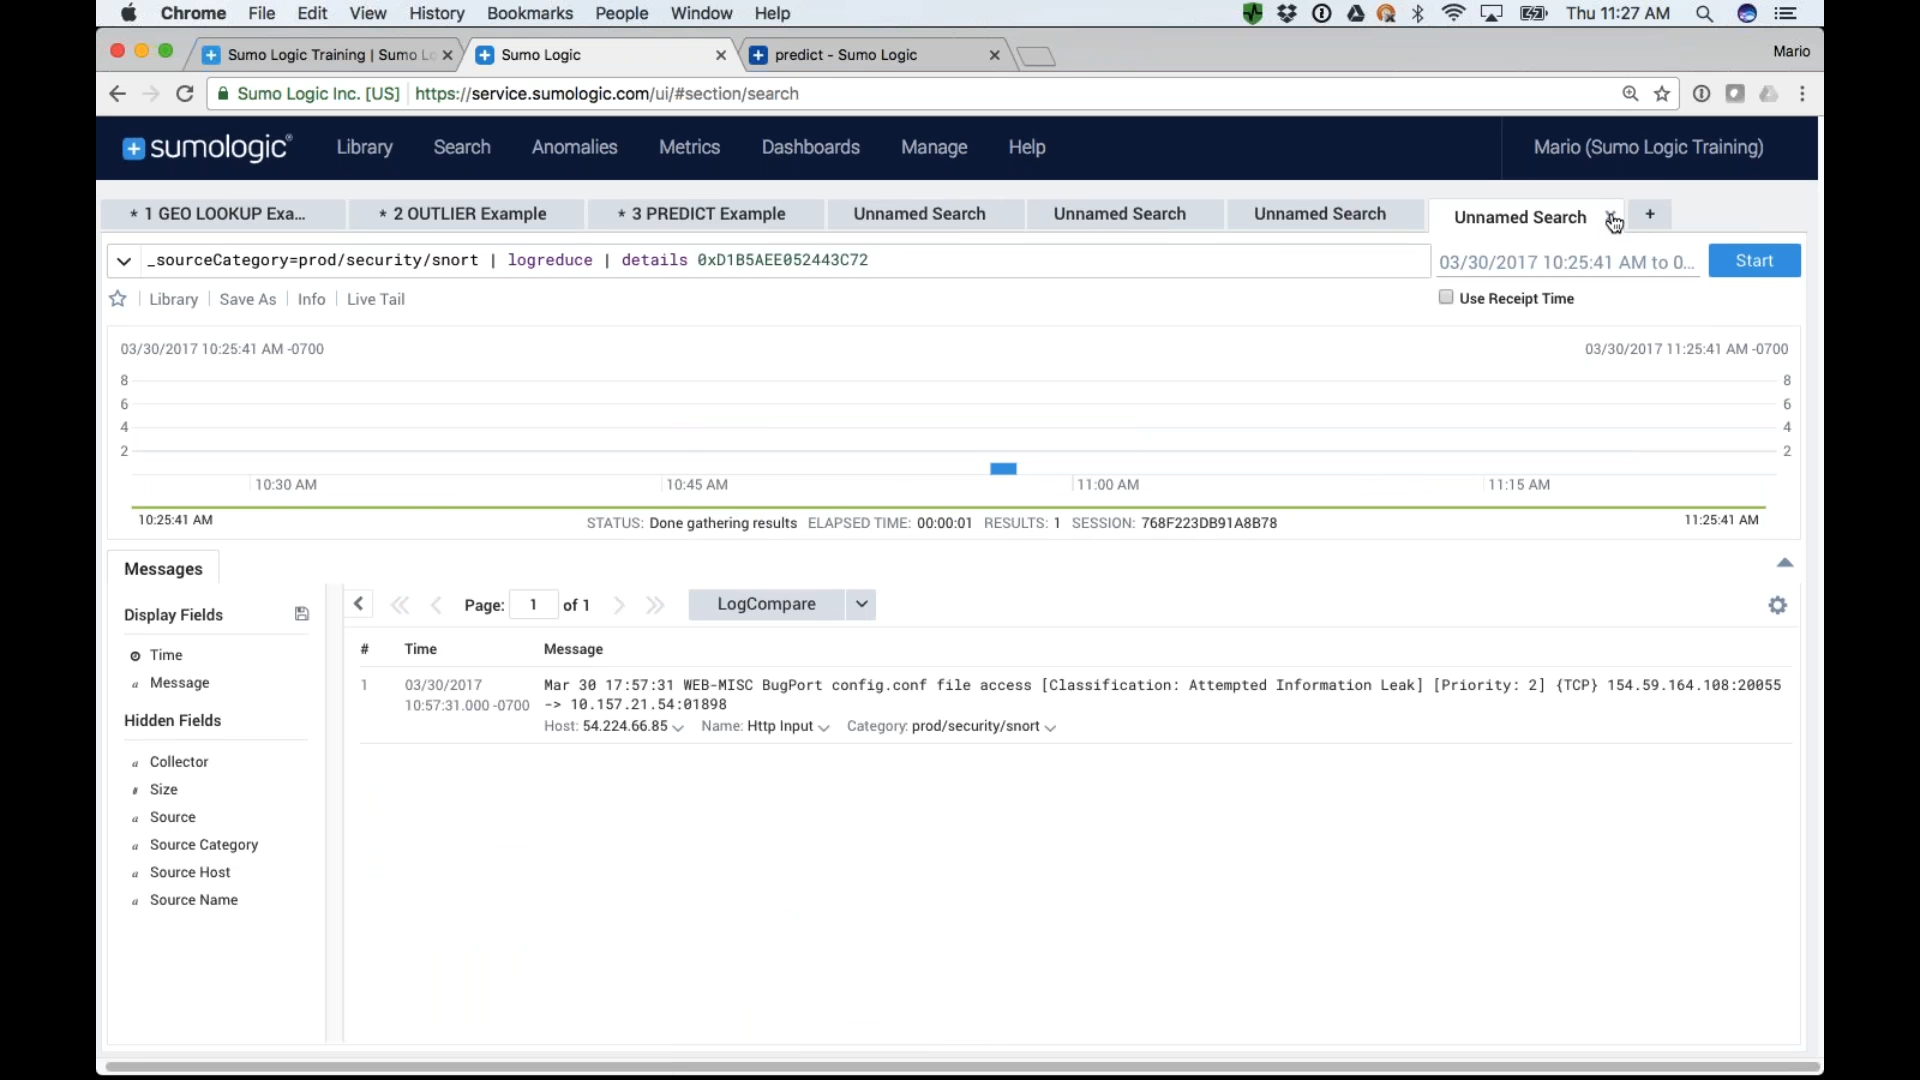 Chrome File Edit View History Bookmarks People Window Help Thu 11:27 AM
Sumo Logic Training | Sumo Lo Sumo Logic predict - Sumo Logic Mario
Sumo Logic Inc. [US] https://service.sumologic.com/ui/#section/search
sumologic Library Search Anomalies Metrics Dashboards Manage Help Mario (Sumo Logic Training)
* 1 GEO LOOKUP Exa... * 2 OUTLIER Example * 3 PREDICT Example Unnamed Search Unnamed Search Unnamed Search Unnamed Search +
_sourceCategory=prod/security/snort | logreduce | details 0xD1B5AEE052443C72 03/30/2017 10:25:41 AM to 0... Start
Library Save As Info Live Tail Use Receipt Time
03/30/2017 10:25:41 AM -0700 03/30/2017 11:25:41 AM -0700
8 8
6 6
4 4
2 2
10:30 AM 10:45 AM 11:00 AM 11:15 AM
10:25:41 AM STATUS: Done gathering results ELAPSED TIME: 00:00:01 RESULTS: 1 SESSION: 768F223DB91A8B78 11:25:41 AM
Messages
Display Fields Page: 1 of 1 LogCompare
# Time Message
Time
Message
1 03/30/2017 Mar 30 17:57:31 WEB-MISC BugPort config.conf file access [Classification: Attempted Information Leak] [Priority: 2] {TCP} 154.59.164.108:20055
10:57:31.000 -0700 -> 10.157.21.54:01898
Host: 54.224.66.85 Name: Http Input Category: prod/security/snort
Hidden Fields
a Collector
# Size
a Source
a Source Category
a Source Host
a Source Name